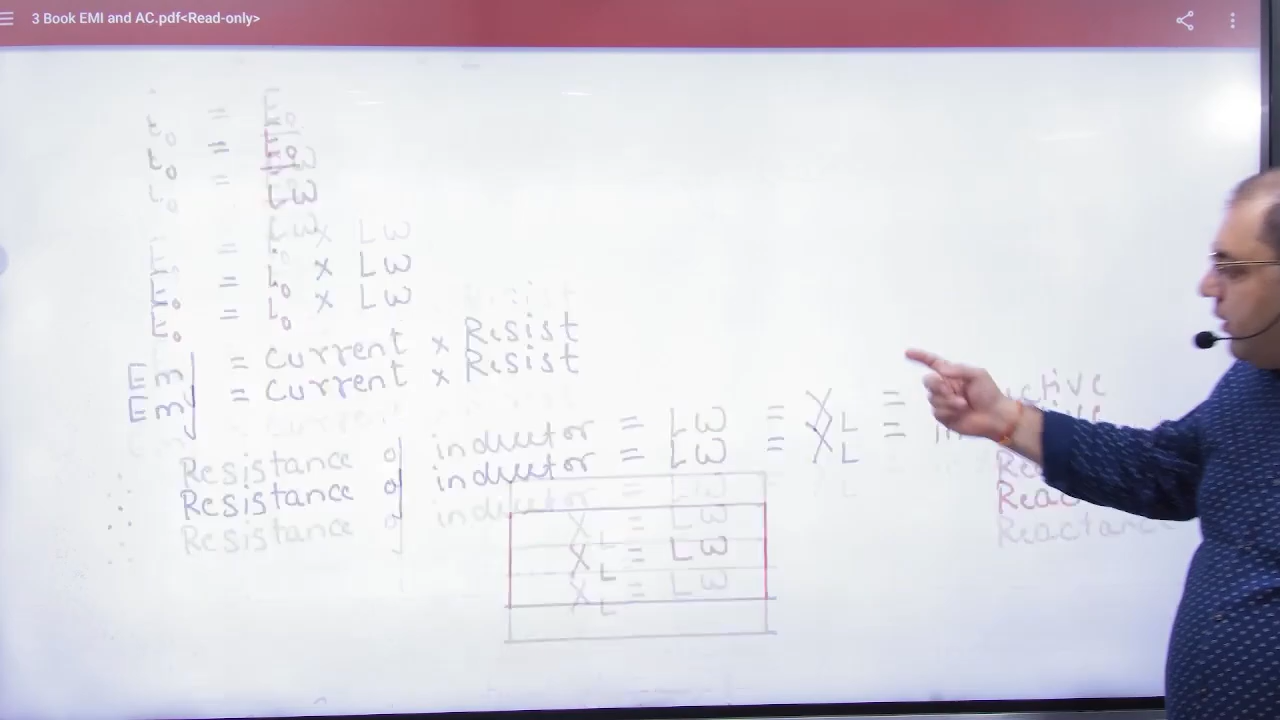 3 Book EMI and AC.pdf<Read-only>
i₀ = E₀
Lω
E₀ = i₀ × Lω
Emf = Current × Resist
∴ Resistance of inductor = Lω = X_L =
Reactance
X_L = Lω